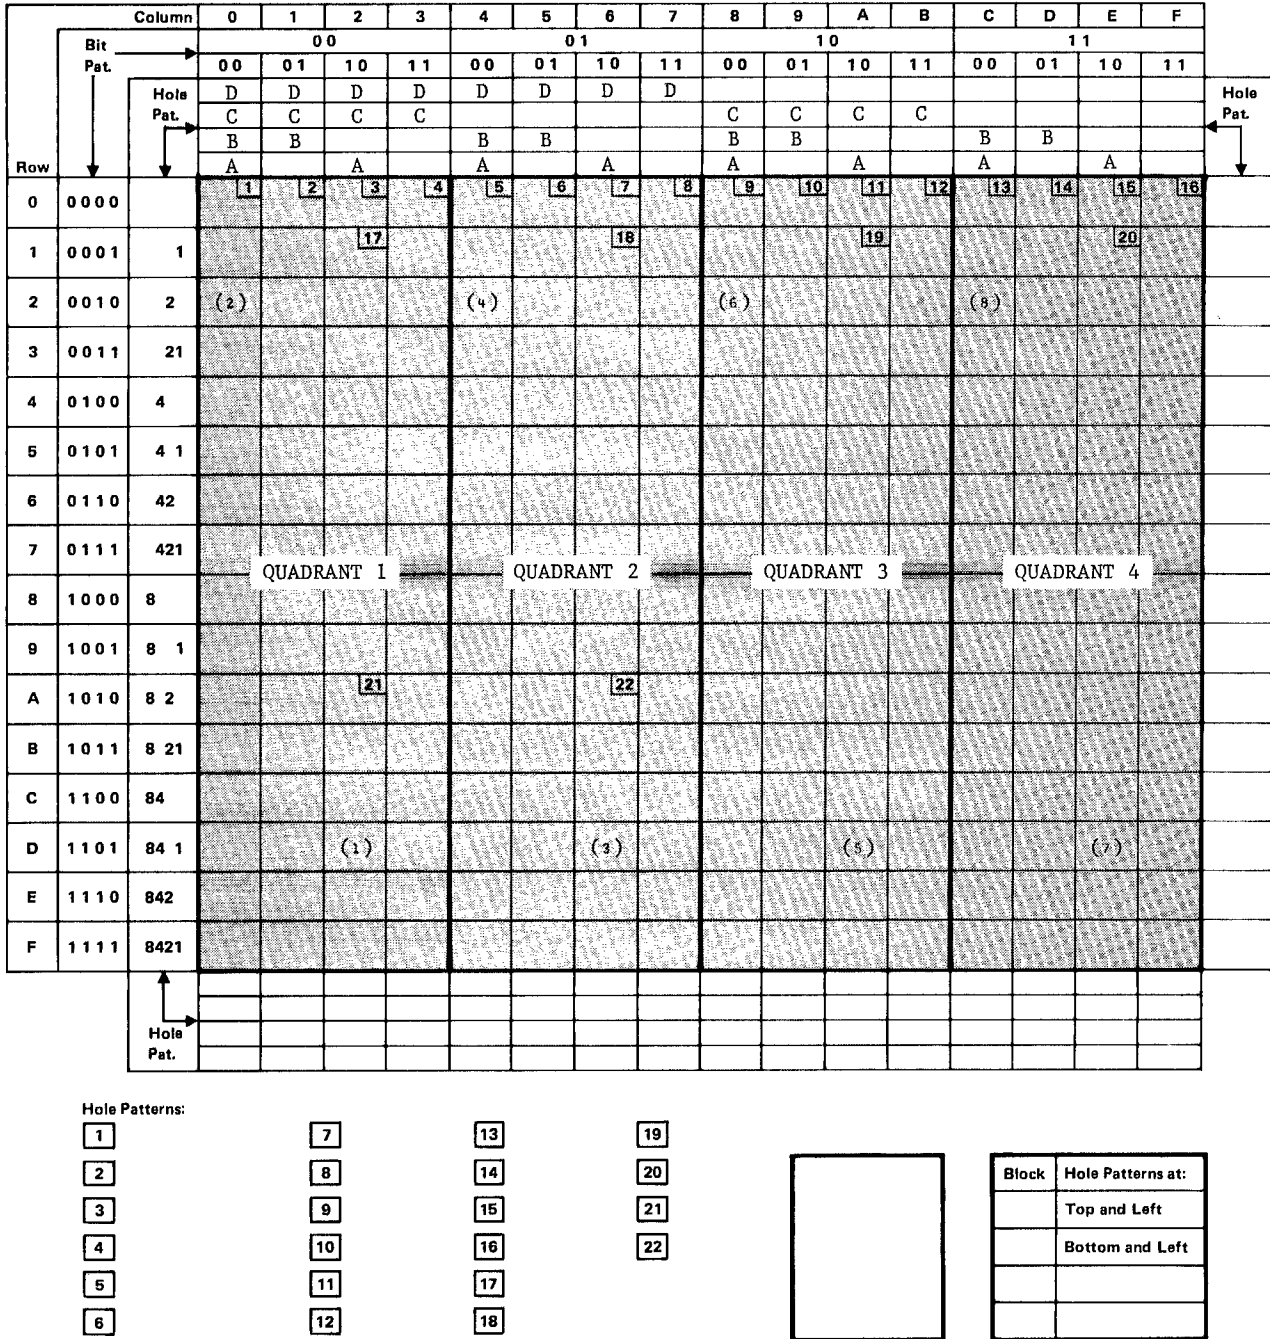 Column 0 1 2 3 4 5 6 7 8 9 A B C D E F
Bit Pat. 00 01 10 11
00 01 10 11 00 01 10 11 00 01 10 11 00 01 10 11
Hole Pat. D D D D D D D D Hole Pat.
C C C C C C C C
B B B B B B B B
Row A A A A A A A A
1 2 3 4 5 6 7 8 9 10 11 12 13 14 15 16
0 0000
17 18 19 20
1 0001 1
2 0010 2 (2) (4) (6) (8)
3 0011 21
4 0100 4
5 0101 4 1
6 0110 42
7 0111 421
QUADRANT 1 QUADRANT 2 QUADRANT 3 QUADRANT 4
8 1000 8
9 1001 8 1
21 22
A 1010 8 2
B 1011 8 21
C 1100 84
D 1101 84 1 (1) (3) (5) (7)
E 1110 842
F 1111 8421
Hole Pat.
Hole Patterns:
1 7 13 19
2 8 14 20
3 9 15 21
4 10 16 22
5 11 17
6 12 18
Block Hole Patterns at:
Top and Left
Bottom and Left